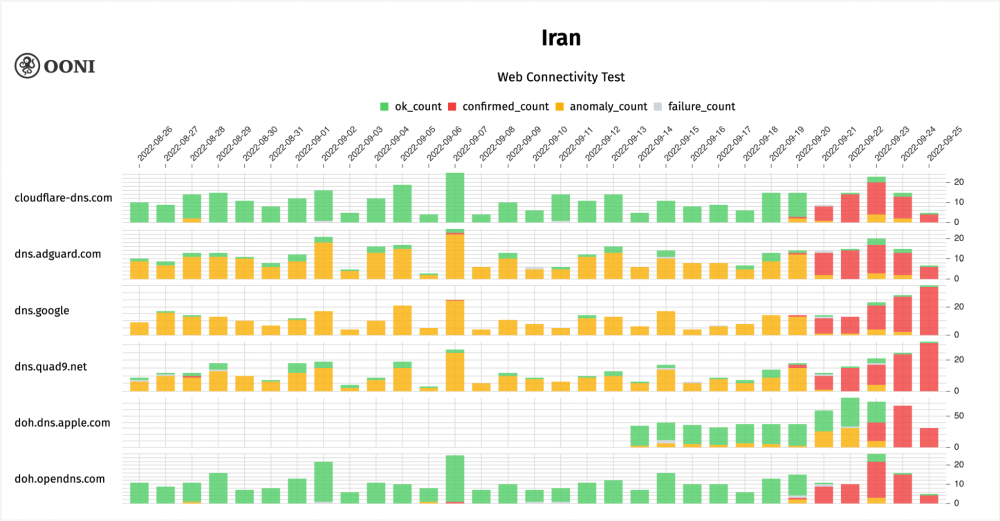 Iran
OONI
Web Connectivity Test
ok_count confirmed_count anomaly_count failure_count
2022-08-26 2022-08-27 2022-08-28 2022-08-29 2022-08-30 2022-08-31 2022-09-01 2022-09-02 2022-09-03 2022-09-04 2022-09-05 2022-09-06 2022-09-07 2022-09-08 2022-09-09 2022-09-10 2022-09-11 2022-09-12 2022-09-13 2022-09-14 2022-09-15 2022-09-16 2022-09-17 2022-09-18 2022-09-19 2022-09-20 2022-09-21 2022-09-22 2022-09-23 2022-09-24 2022-09-25
20
cloudflare-dns.com 10
0
20
dns.adguard.com 10
0
20
dns.google
0
20
dns.quad9.net
0
50
doh.dns.apple.com
0
20
doh.opendns.com 10
0